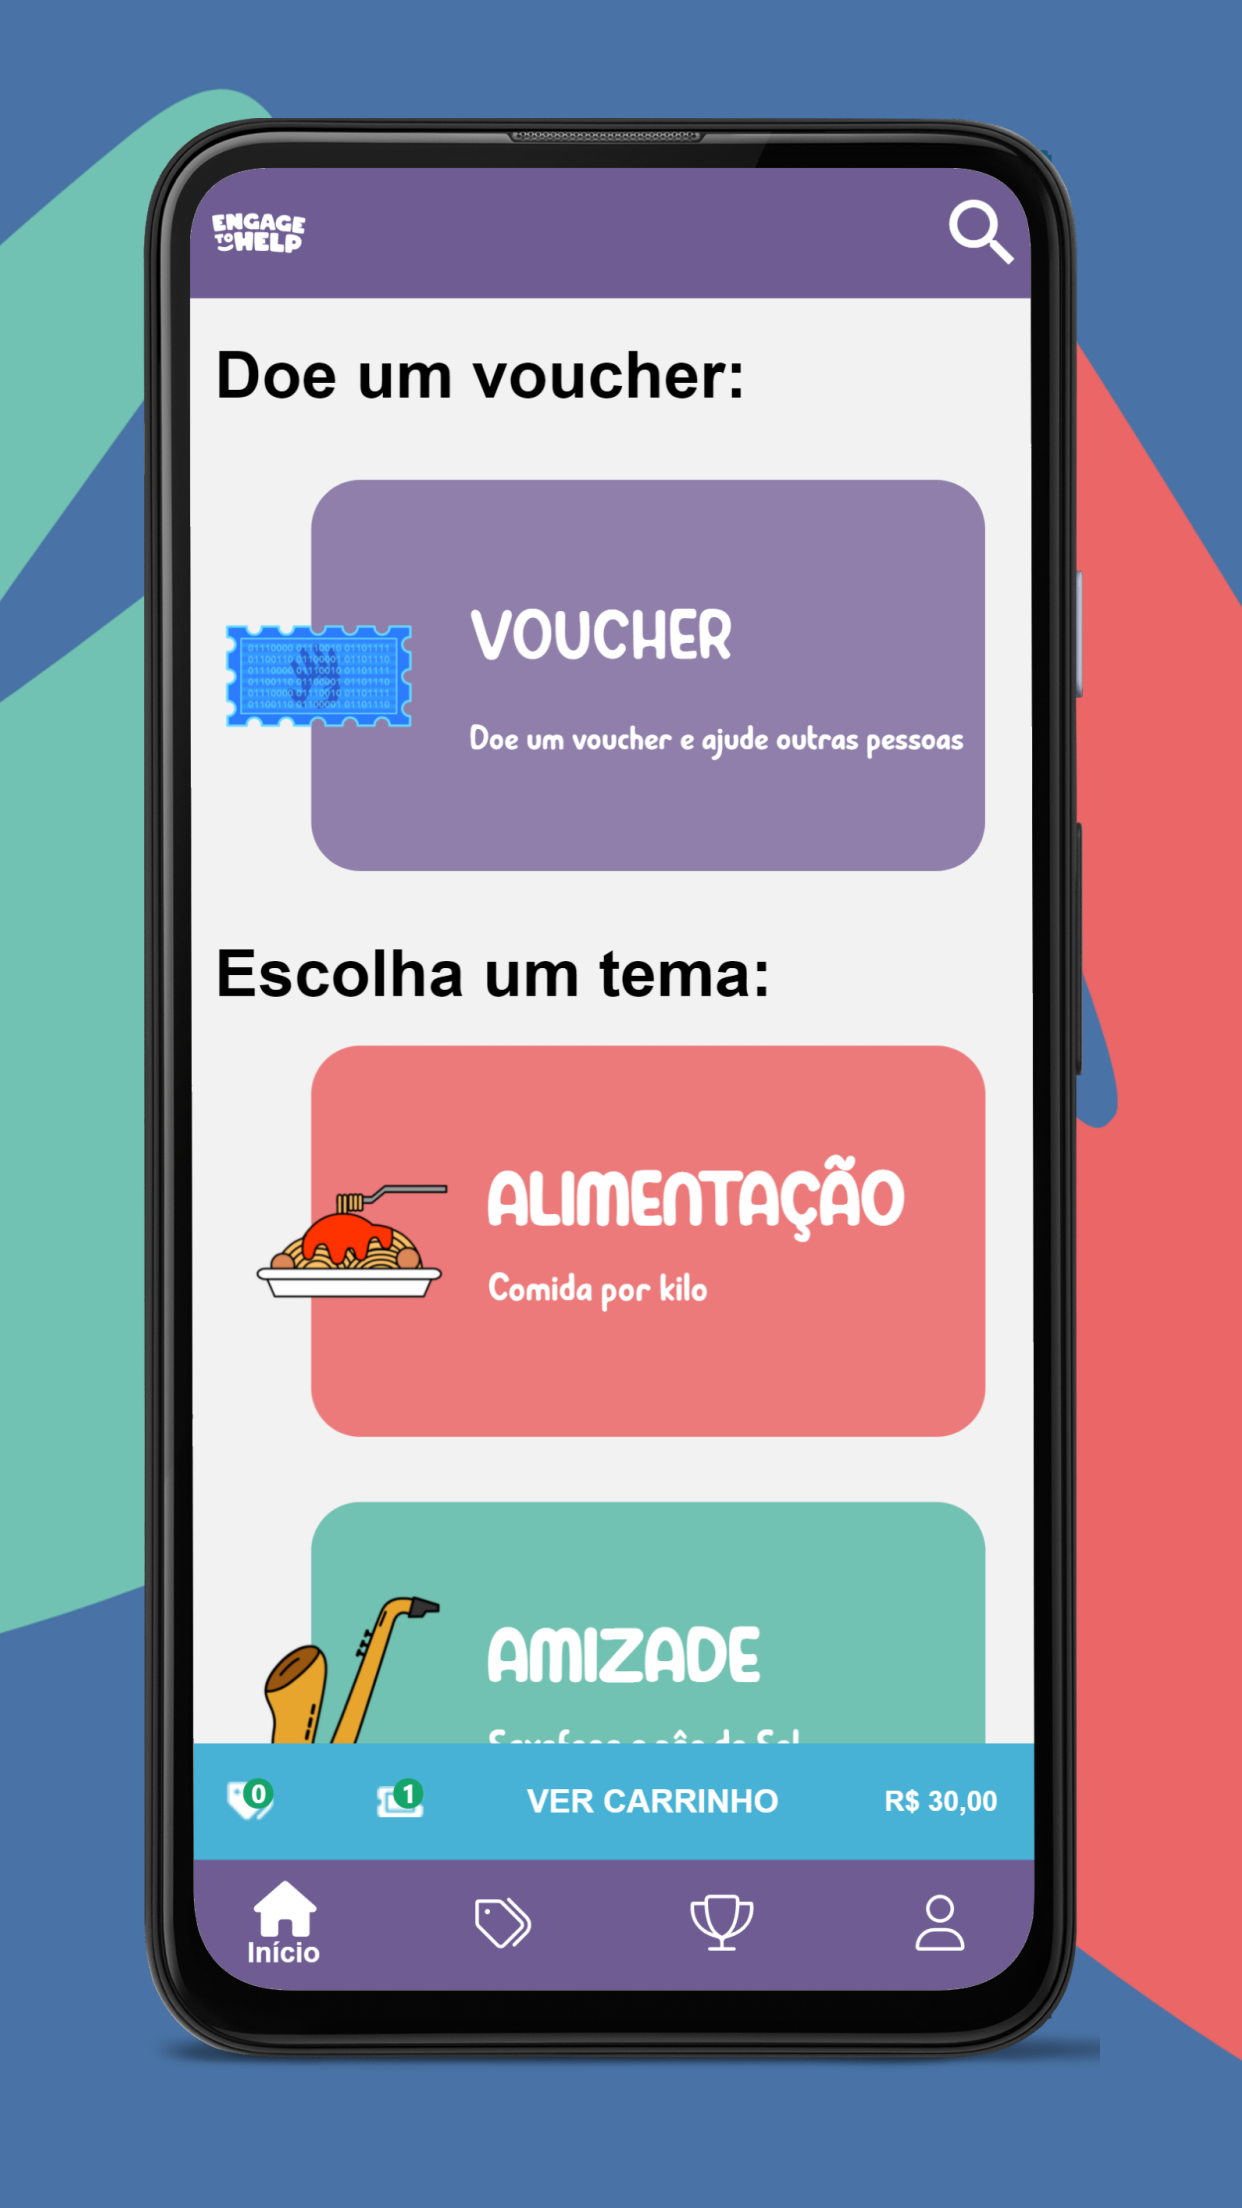 ENGAGE
TO HELP
Doe um voucher:
VOUCHER
Doe um voucher e ajude outras pessoas
Escolha um tema:
ALIMENTAÇÃO
Comida por kilo
AMIZADE
0
1
VER CARRINHO
R$ 30,00
Início